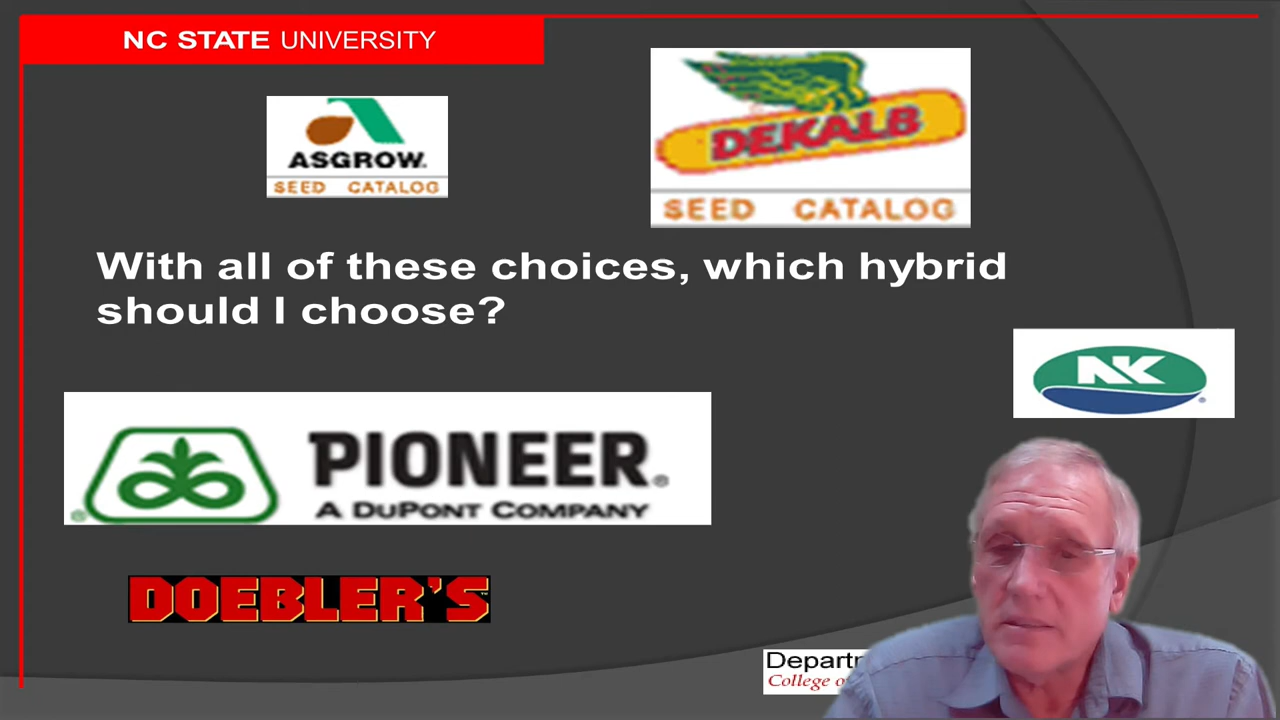 NC STATE UNIVERSITY
ASGROW
SEED CATALOG
DEKALB
SEED CATALOG
With all of these choices, which hybrid
should I choose?
NK
PIONEER®
A DUPONT COMPANY
DOEBLER'S™
College